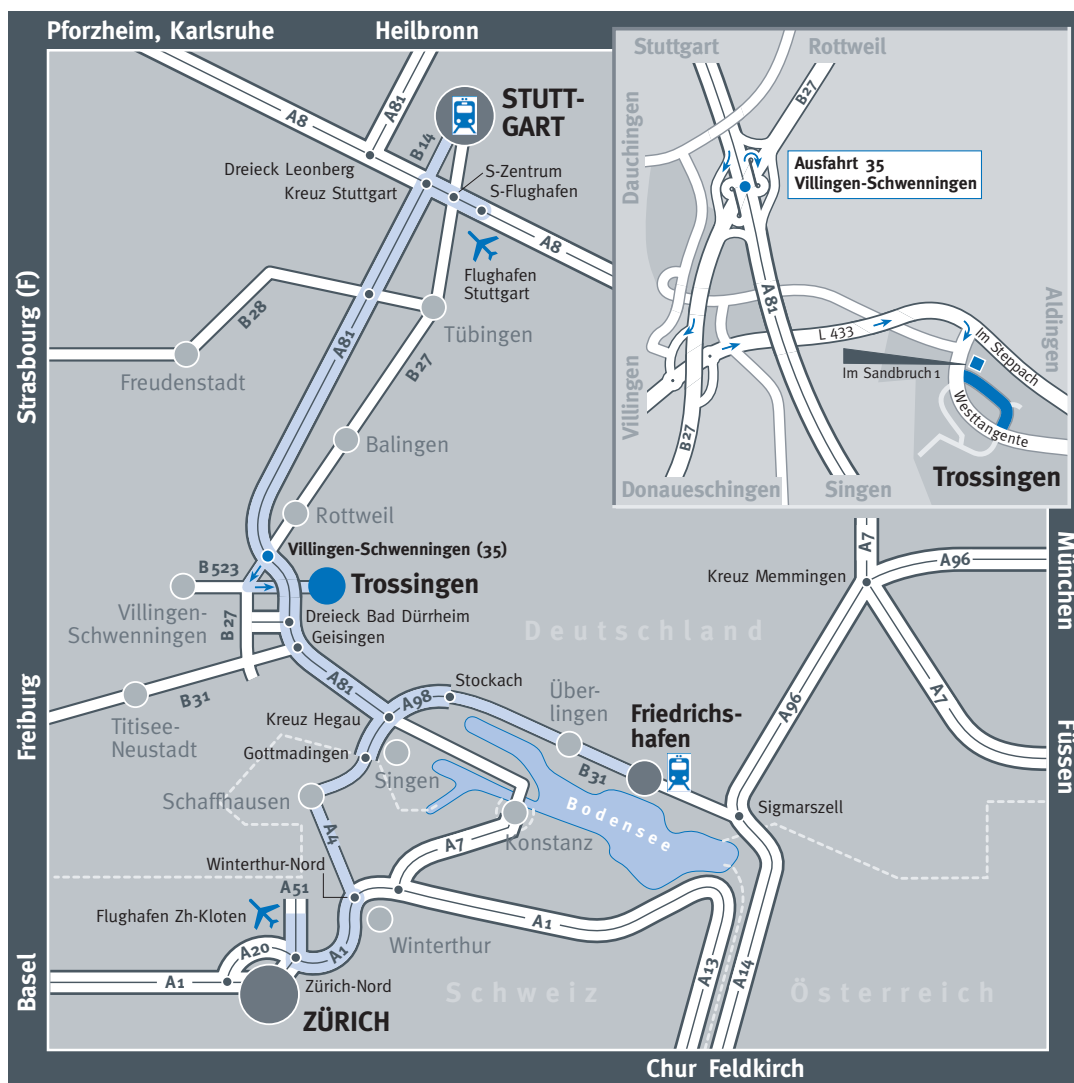 Pforzheim, Karlsruhe
Heilbronn
Strasbourg (F)
Freiburg
Basel
München
Füssen
Chur Feldkirch
A8
A81
B14
STUTT-
GART
Dreieck Leonberg
Kreuz Stuttgart
S-Zentrum
S-Flughafen
A8
Flughafen
Stuttgart
B28
A81
Tübingen
Freudenstadt
B27
Balingen
Rottweil
Villingen-Schwenningen (35)
B523
Trossingen
Villingen-
Schwenningen
B27
Dreieck Bad Dürrheim
Geisingen
B31
A81
Titisee-
Neustadt
A98
Stockach
Kreuz Hegau
Gottmadingen
Singen
Schaffhausen
Über-
lingen
B31
Friedrichs-
hafen
Bodensee
Konstanz
Sigmarszell
Deutschland
Kreuz Memmingen
A7
A96
A96
A7
A4
A7
Winterthur-Nord
A51
Flughafen Zh-Kloten
Winterthur
A1
A20
A1
A1
Zürich-Nord
ZÜRICH
Schweiz
Österreich
A13
A14
Stuttgart
Rottweil
B27
Dauchingen
Ausfahrt 35
Villingen-Schwenningen
A81
L 433
Aldingen
Im Steppach
Im Sandbruch 1
Westtangente
Villingen
B27
Donaueschingen
Singen
Trossingen